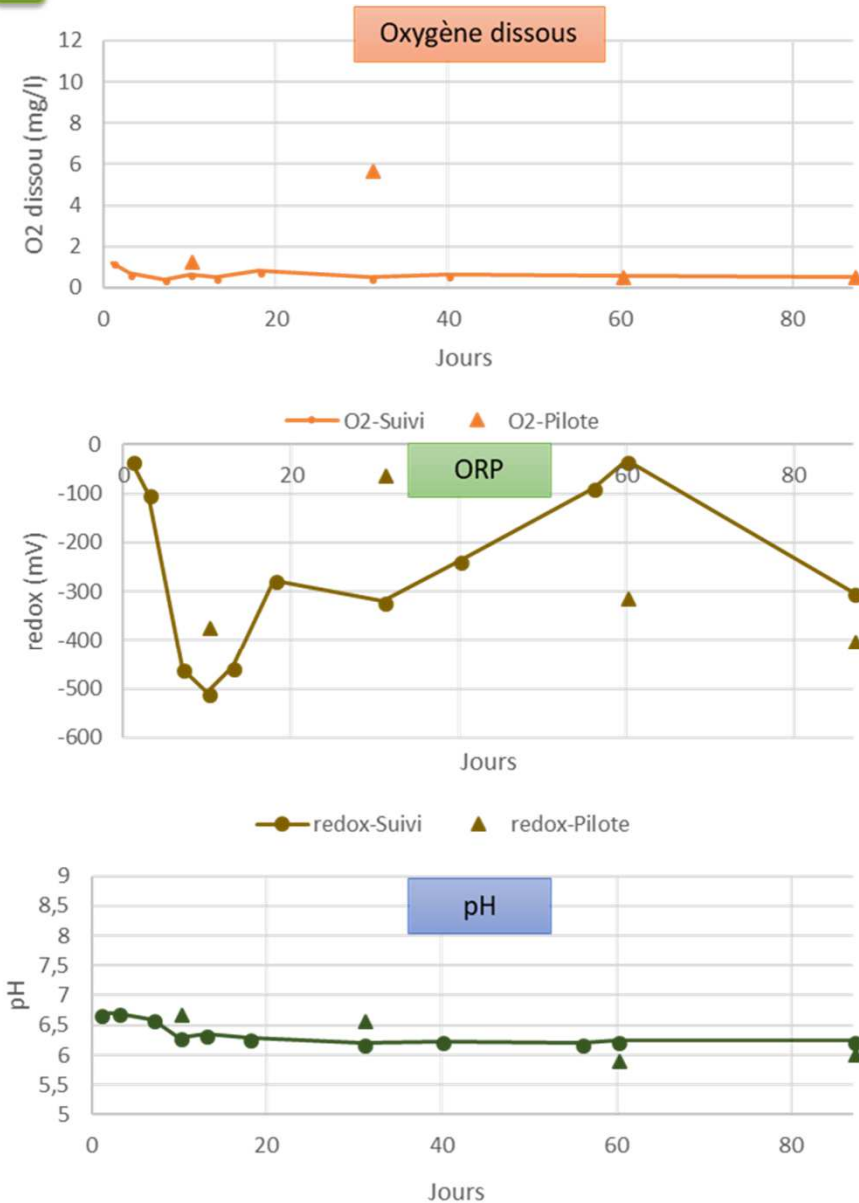 Oxygène dissous
12
10
8
6
4
2
0
O2 dissou (mg/l)
0 20 40 60 80
Jours
O2-Suivi O2-Pilote
ORP
0
-100
-200
-300
-400
-500
-600
redox (mV)
0 20 60 80
Jours
redox-Suivi redox-Pilote
pH
9
8,5
8
7,5
7
6,5
6
5,5
5
pH
0 20 40 60 80
Jours